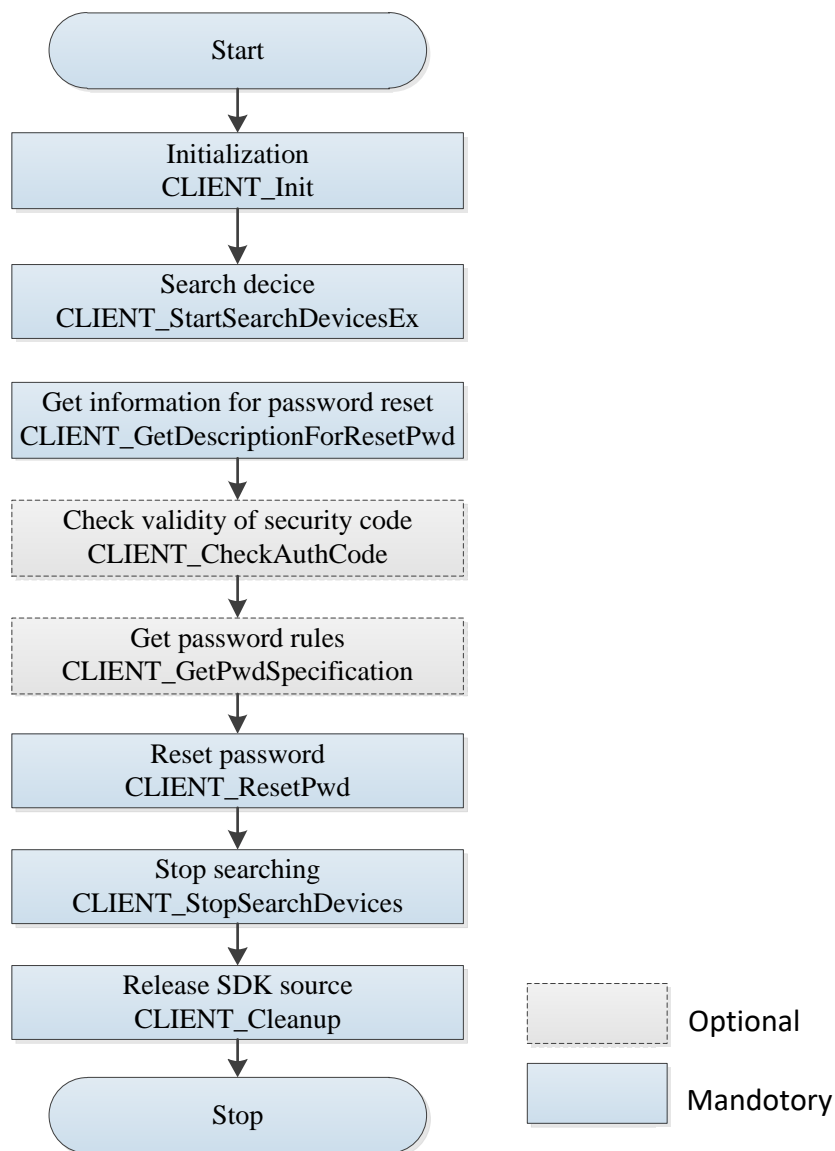 Start
Initialization
CLIENT_Init
Search decice
CLIENT_StartSearchDevicesEx
Get information for password reset
CLIENT_GetDescriptionForResetPwd
Check validity of security code
CLIENT_CheckAuthCode
Get password rules
CLIENT_GetPwdSpecification
Reset password
CLIENT_ResetPwd
Stop searching
CLIENT_StopSearchDevices
Release SDK source
CLIENT_Cleanup
Stop
Optional
Mandotory